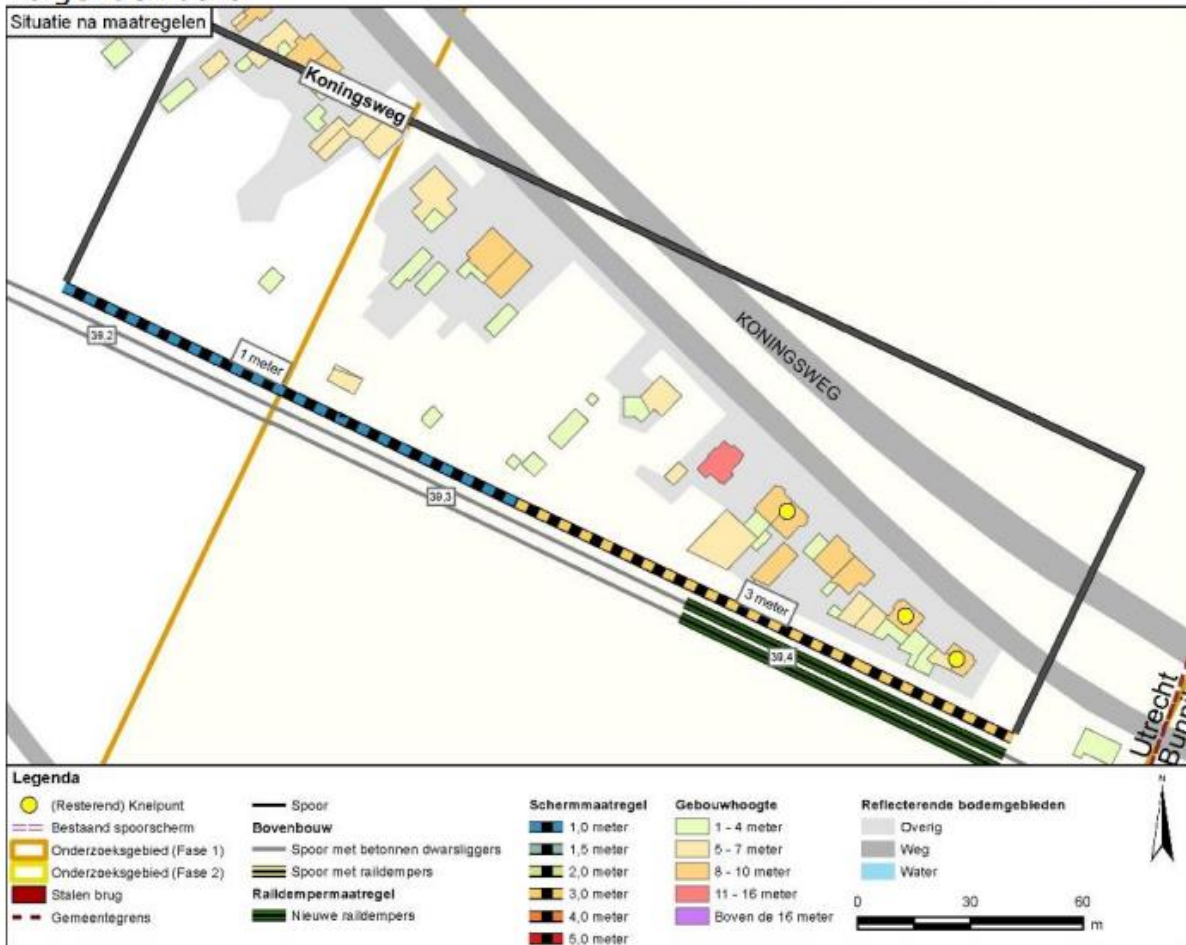 Situatie na maatregelen
Koningsweg
KONINGSWEG
39,2
1 meter
39,3
3 meter
39,4
Utrecht
Legenda
(Resterend) Knelpunt
Bestaand spoorscherm
Onderzoeksgebied (Fase 1)
Onderzoeksgebied (Fase 2)
Stalen brug
Gemeentegrens
Spoor
Bovenbouw
Spoor met betonnen dwarsliggers
Spoor met raildempers
Raildempermaatregel
Nieuwe raildempers
Schermmaatregel
1,0 meter
1,5 meter
2,0 meter
3,0 meter
4,0 meter
5,0 meter
Gebouwhoogte
1 - 4 meter
5 - 7 meter
8 - 10 meter
11 - 16 meter
Boven de 16 meter
Reflecterende bodemgebieden
Overig
Weg
Water
N
0 30 60
m